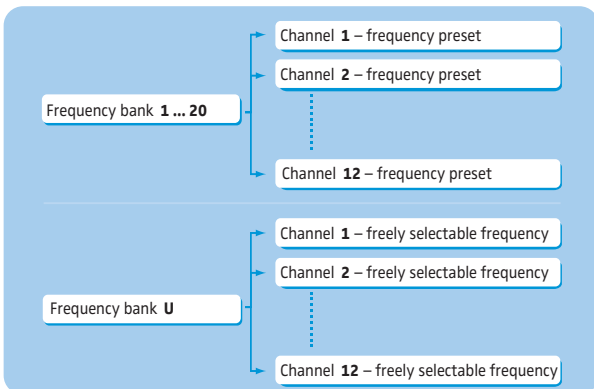 Channel 1 – frequency preset
Channel 2 – frequency preset
Frequency bank 1 ... 20
Channel 12 – frequency preset
Channel 1 – freely selectable frequency
Channel 2 – freely selectable frequency
Frequency bank U
Channel 12 – freely selectable frequency